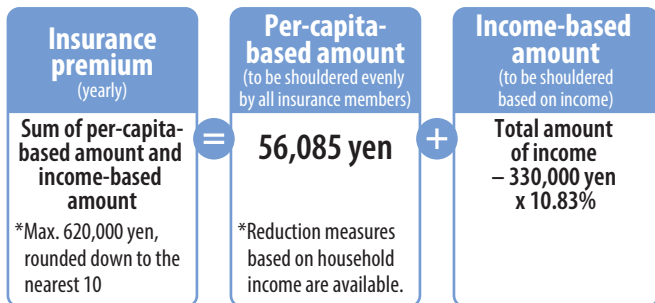 Insurance
premium
(yearly)
Sum of per-capita-
based amount and
income-based
amount
*Max. 620,000 yen,
rounded down to the
nearest 10
=
Per-capita-
based amount
(to be shouldered evenly
by all insurance members)
56,085 yen
*Reduction measures
based on household
income are available.
+
Income-based
amount
(to be shouldered
based on income)
Total amount
of income
– 330,000 yen
x 10.83%